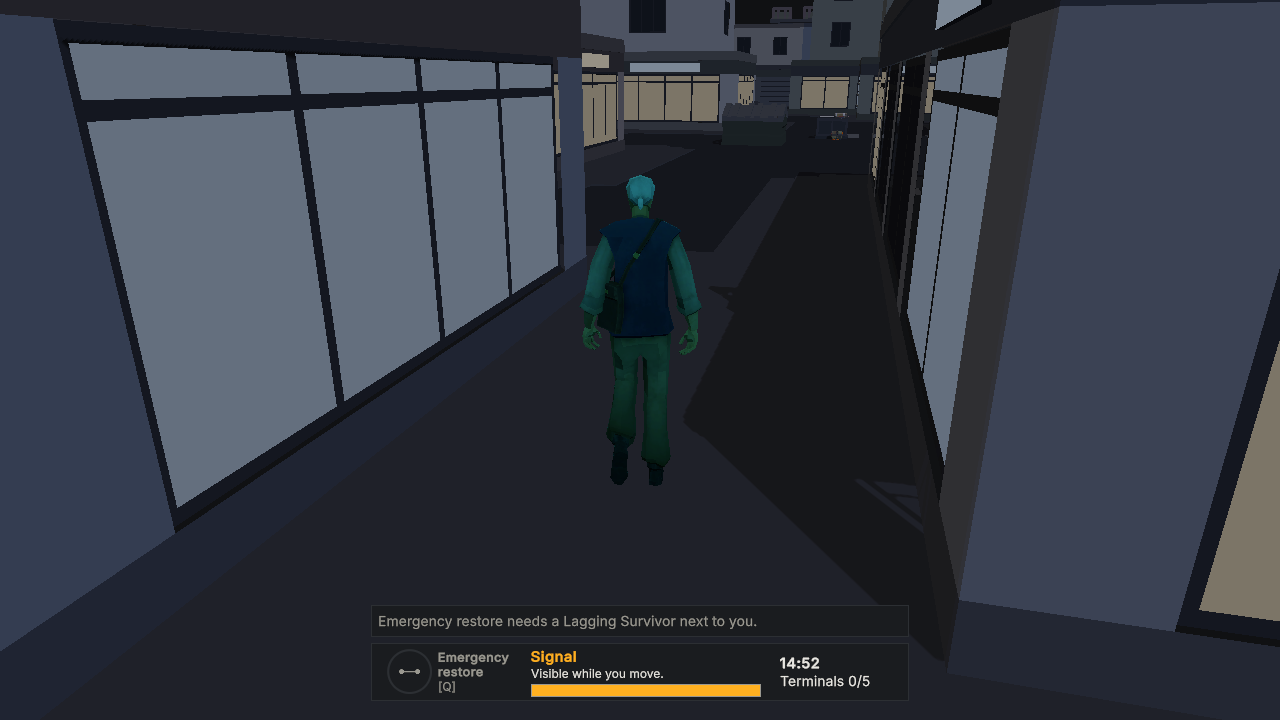 Emergency restore needs a Lagging Survivor next to you.
Emergency
restore
[Q]
Signal
Visible while you move.
14:52
Terminals 0/5